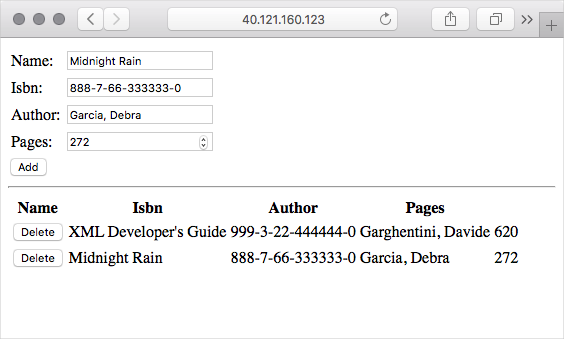 40.121.160.123
Name: Midnight Rain
Isbn: 888-7-66-333333-0
Author: Garcia, Debra
Pages: 272
Add
Name Isbn Author Pages
Delete XML Developer's Guide 999-3-22-444444-0 Garghentini, Davide 620
Delete Midnight Rain 888-7-66-333333-0 Garcia, Debra 272